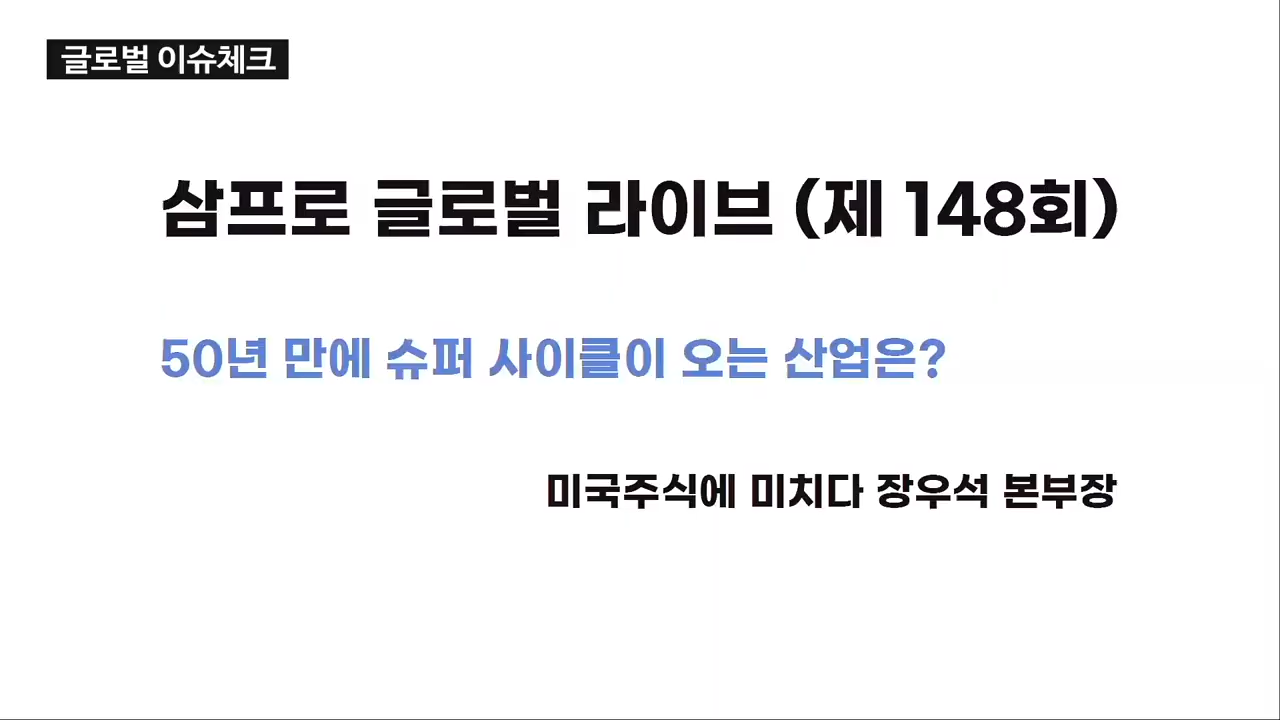 글로벌 이슈체크
삼프로 글로벌 라이브 (제 148회)
50년 만에 슈퍼 사이클이 오는 산업은?
미국주식에 미치다 장우석 본부장